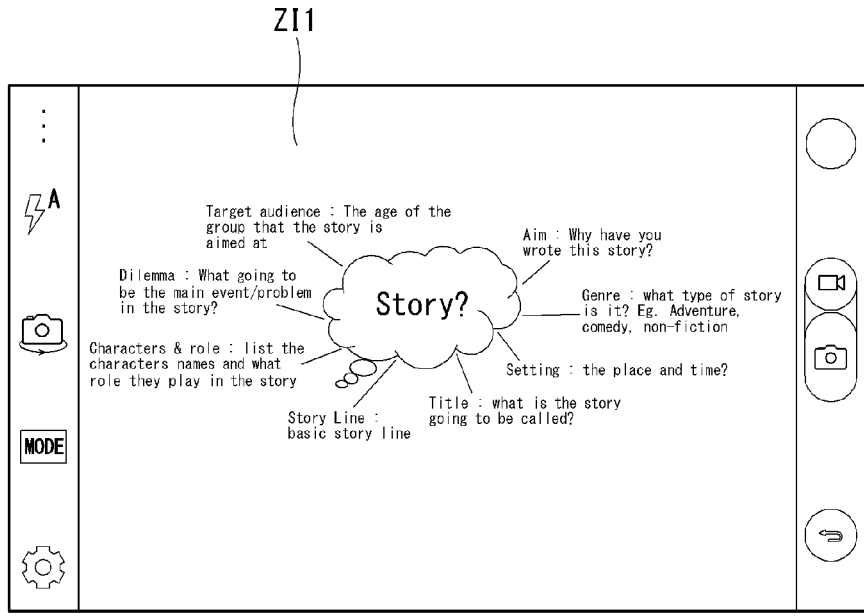 ZI1
A
MODE
Target audience : The age of the
group that the story is
aimed at
Dilemma : What going to
be the main event/problem
in the story?
Characters & role : list the
characters names and what
role they play in the story
Story Line :
basic story line
Story?
Aim : Why have you
wrote this story?
Genre : what type of story
is it? Eg. Adventure,
comedy, non-fiction
Setting : the place and time?
Title : what is the story
going to be called?